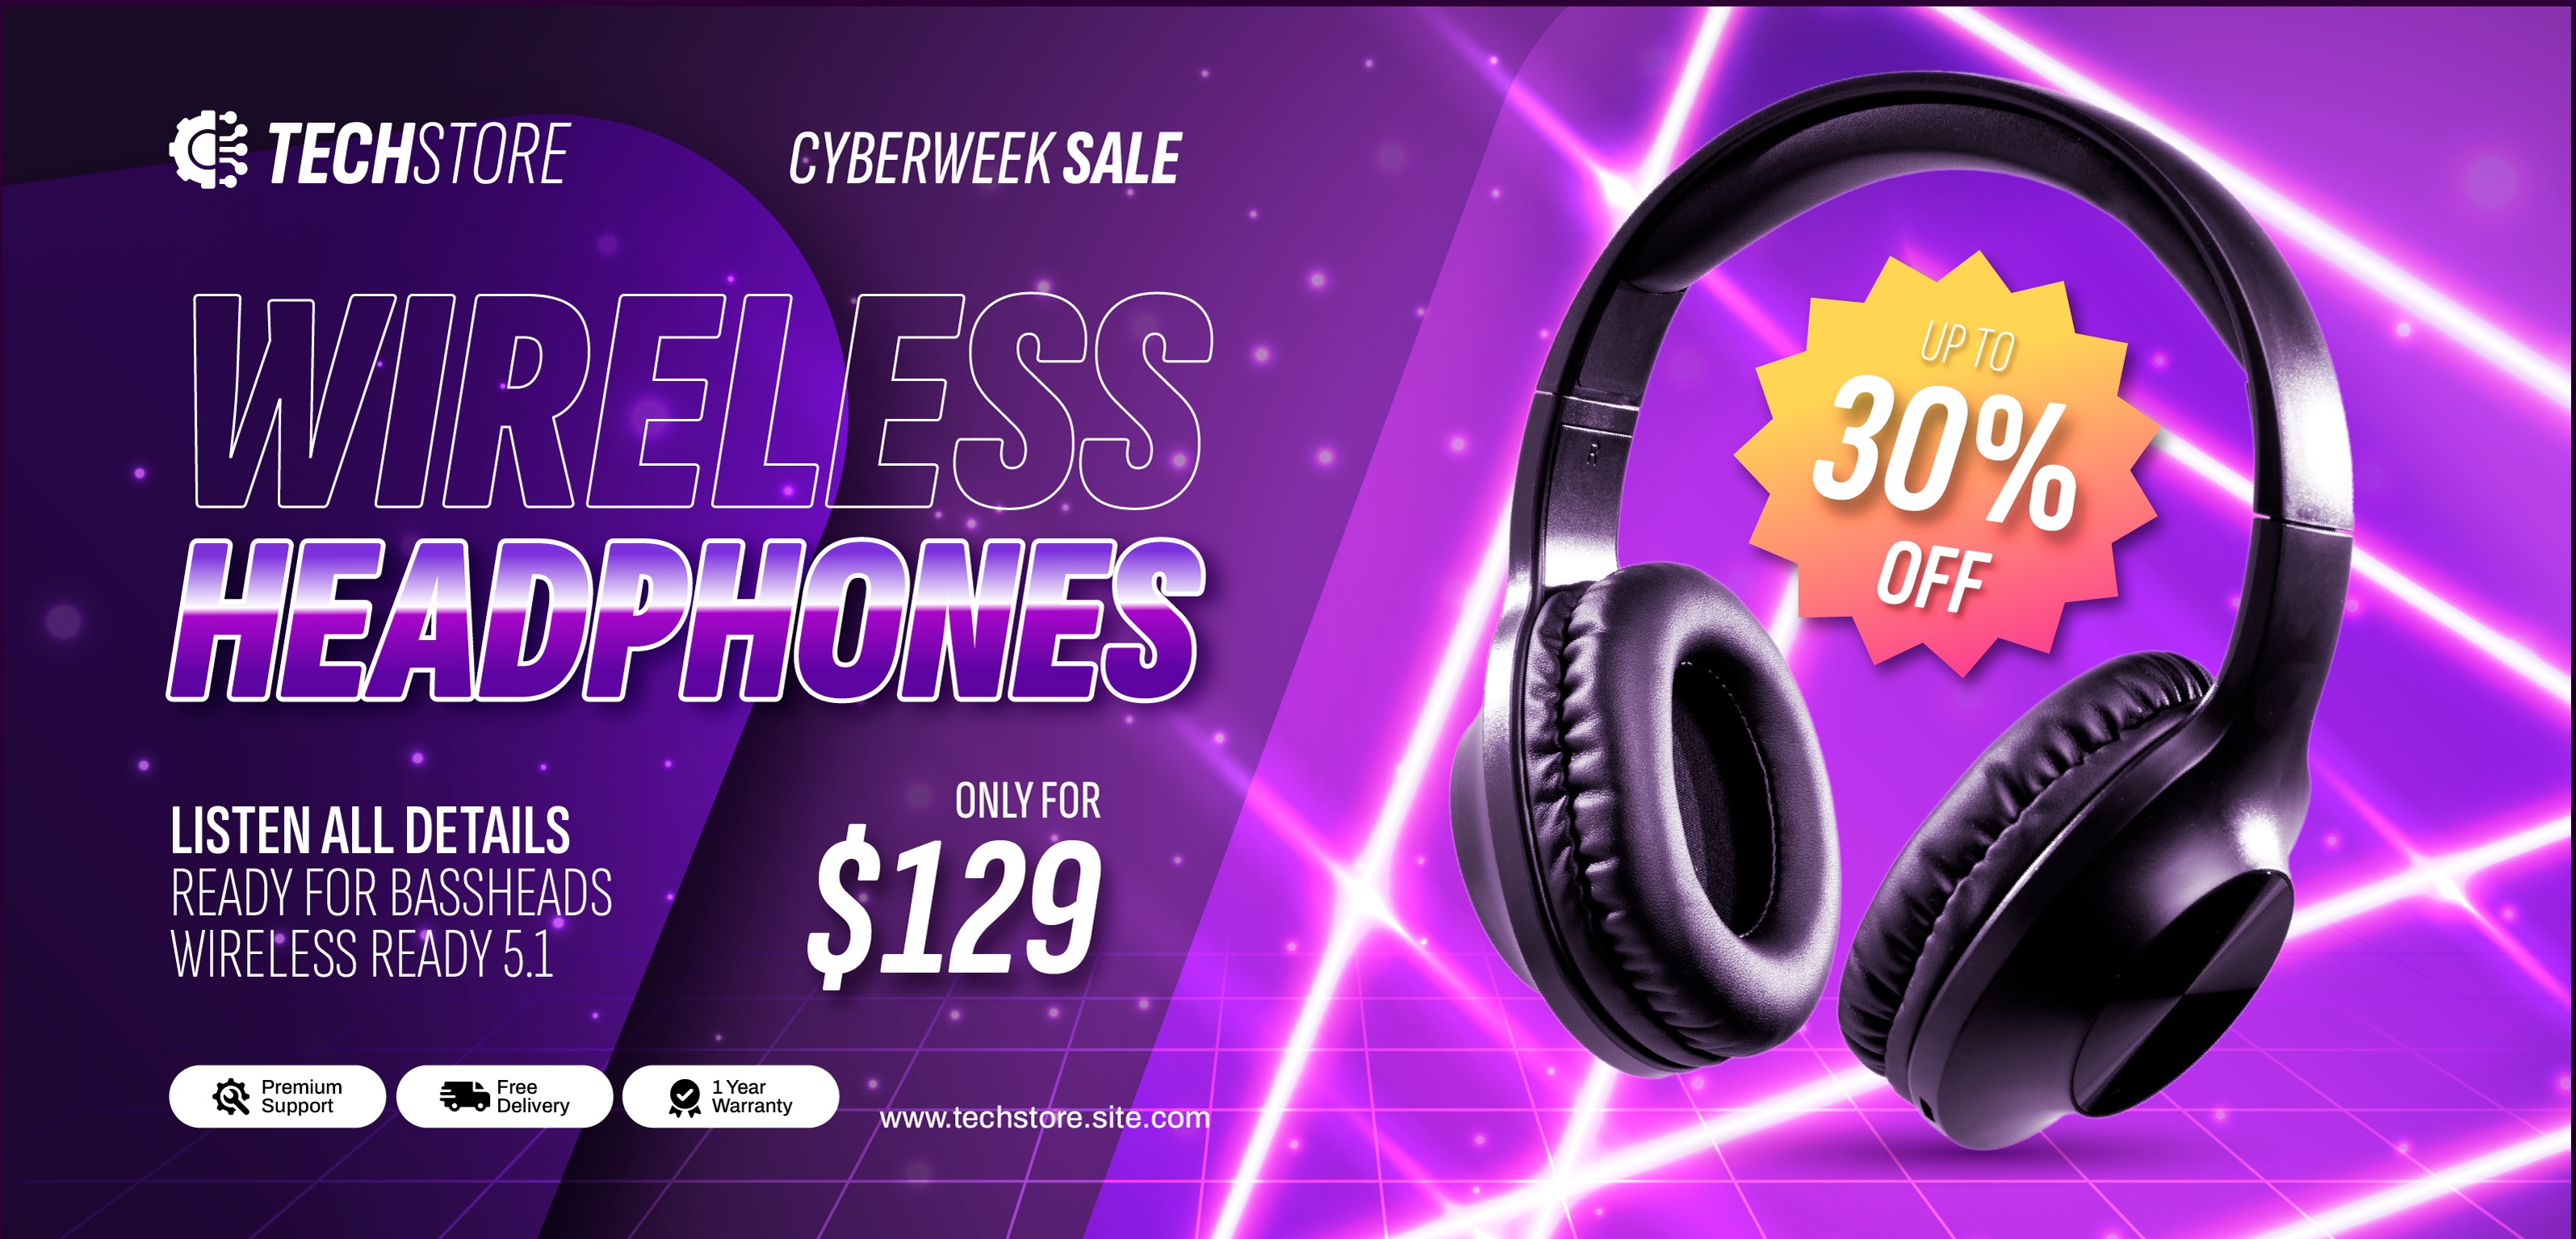 TECHSTORE
CYBERWEEK SALE
WIRELESS
HEADPHONES
LISTEN ALL DETAILS
READY FOR BASSHEADS
WIRELESS READY 5.1
ONLY FOR
$129
Premium
Support
Free
Delivery
1 Year
Warranty
www.techstore.site.com
R
UP TO
30%
OFF